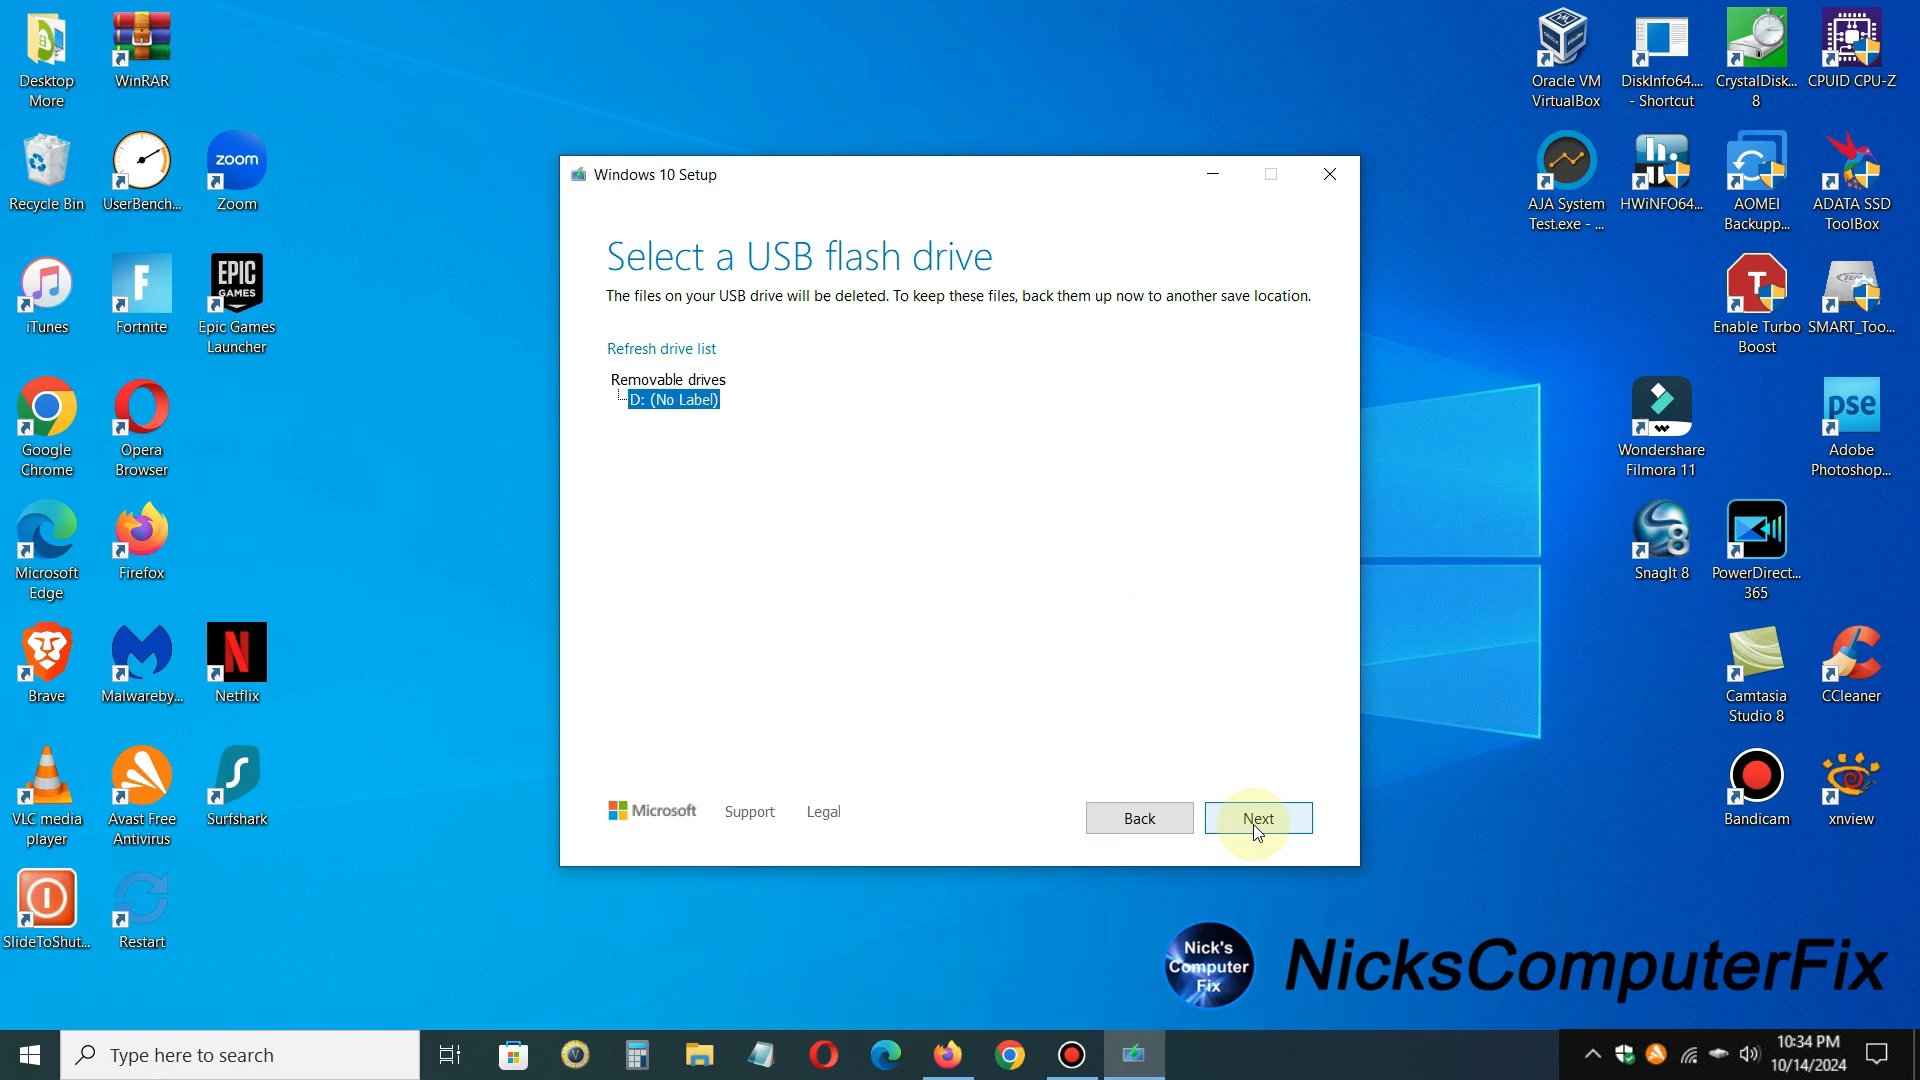 Desktop
More
WinRAR
Recycle Bin
UserBench...
zoom
Zoom
iTunes
F
Fortnite
EPIC
GAMES
Epic Games
Launcher
Google
Chrome
Opera
Browser
Microsoft
Edge
Firefox
Brave
Malwareby...
N
Netflix
VLC media
player
Avast Free
Antivirus
Surfshark
SlideToShut...
Restart
Windows 10 Setup
Select a USB flash drive
The files on your USB drive will be deleted. To keep these files, back them up now to another save location.
Refresh drive list
Removable drives
D: (No Label)
Microsoft
Support
Legal
Back
Next
Oracle VM
VirtualBox
DiskInfo64....
- Shortcut
CrystalDisk...
8
CPUID CPU-Z
AJA System
Test.exe - ...
HWiNFO64...
AOMEI
Backupp...
ADATA SSD
ToolBox
T
Enable Turbo
Boost
SMART_Too...
Wondershare
Filmora 11
pse
Adobe
Photoshop...
S8
SnagIt 8
PowerDirect...
365
Camtasia
Studio 8
CCleaner
Bandicam
xnview
Nick's
Computer
Fix
NicksComputerFix
Type here to search
V
10:34 PM
10/14/2024